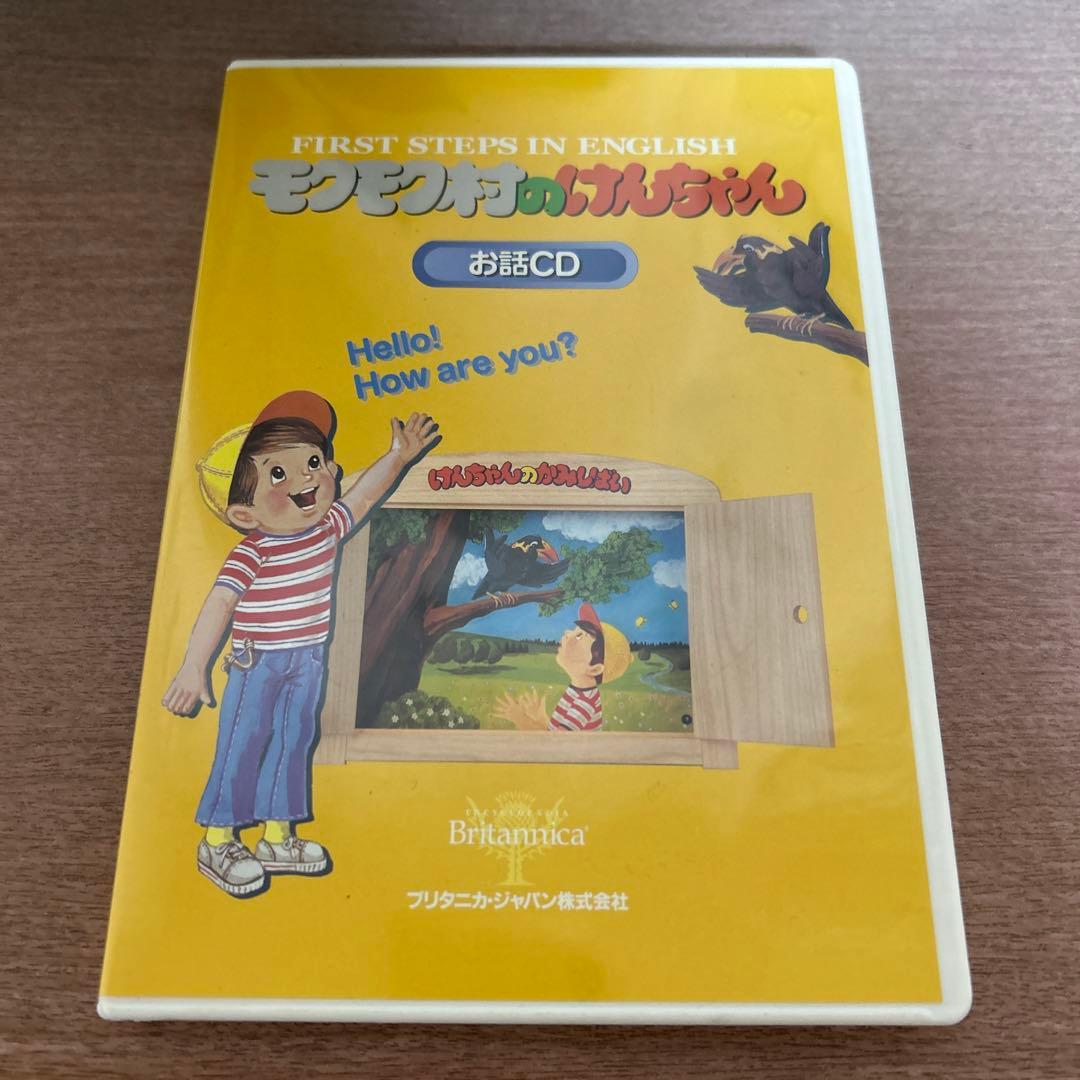 FIRST STEPS IN ENGLISH
モクモク村のけんちゃん
お話CD
Hello!
How are you?
けんちゃんのかみしばい
ENCYCLOPÆDIA
Britannica®
ブリタニカ・ジャパン株式会社